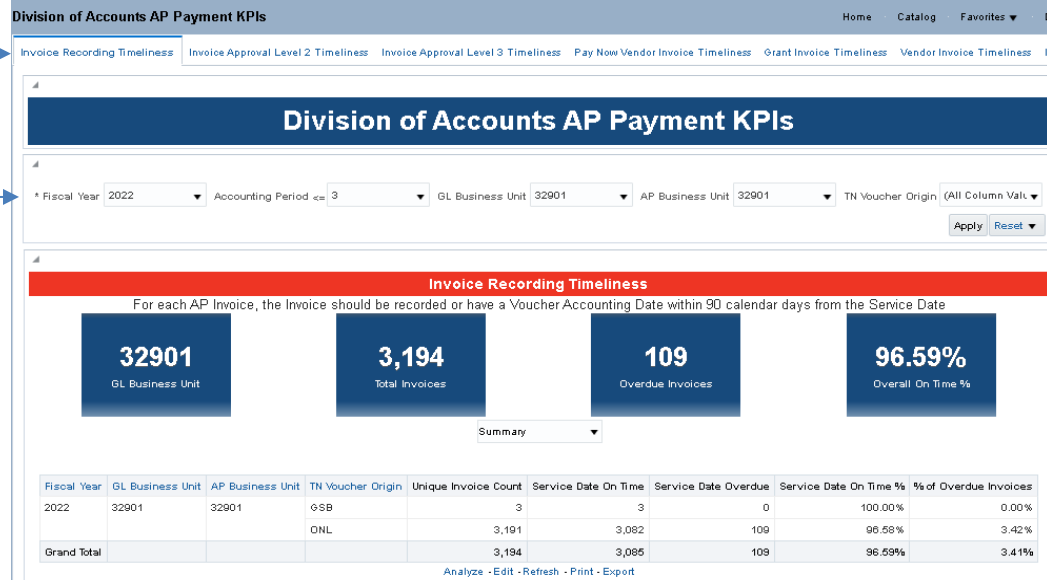 Division of Accounts AP Payment KPIs Home Catalog Favorites
Invoice Recording Timeliness Invoice Approval Level 2 Timeliness Invoice Approval Level 3 Timeliness Pay Now Vendor Invoice Timeliness Grant Invoice Timeliness Vendor Invoice Timeliness
Division of Accounts AP Payment KPIs
* Fiscal Year 2022 Accounting Period <= 3 GL Business Unit 32901 AP Business Unit 32901 TN Voucher Origin (All Column Valu
Apply Reset
Invoice Recording Timeliness
For each AP Invoice, the Invoice should be recorded or have a Voucher Accounting Date within 90 calendar days from the Service Date
32901 3,194 109 96.59%
GL Business Unit Total Invoices Overdue Invoices Overall On Time %
Summary
Fiscal Year GL Business Unit AP Business Unit TN Voucher Origin Unique Invoice Count Service Date On Time Service Date Overdue Service Date On Time % % of Overdue Invoices
2022 32901 32901 GSB 3 3 0 100.00% 0.00%
ONL 3,191 3,082 109 96.58% 3.42%
Grand Total 3,194 3,085 109 96.59% 3.41%
Analyze - Edit - Refresh - Print - Export